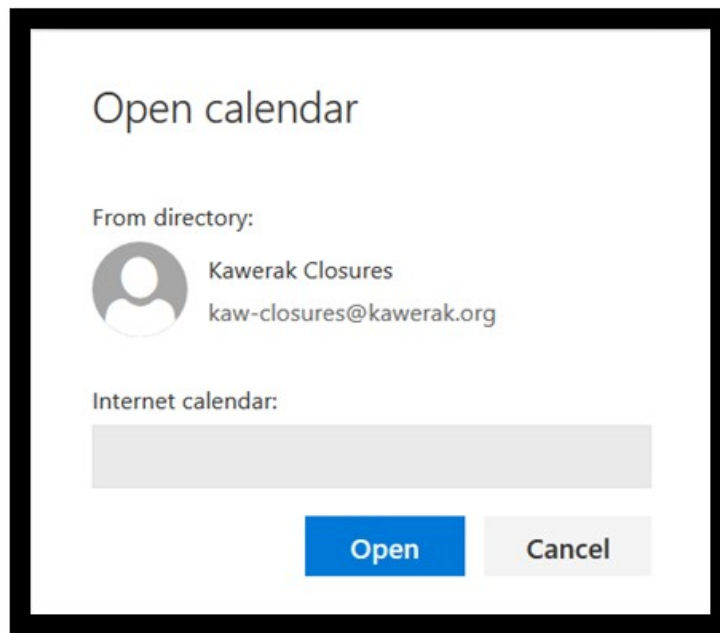 Open calendar
From directory:
Kawerak Closures
kaw-closures@kawerak.org
Internet calendar:
Open Cancel